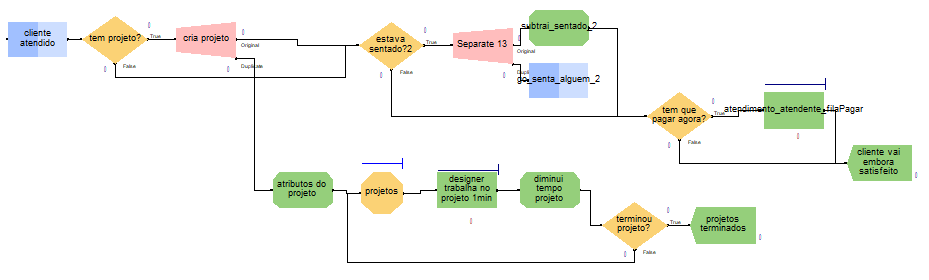 cliente
atendido
tem projeto?
True
False
cria projeto
Original
Duplicate
estava
sentado?2
True
False
Separate 13
Original
Dupli
subtrai_sentado_2
go_senta_alguem_2
tem que
pagar agora?
True
False
atendimento_atendente_filaPagar
cliente vai
embora
satisfeito
atributos do
projeto
projetos
designer
trabalha no
projeto 1min
diminui
tempo
projeto
terminou
projeto?
True
False
projetos
terminados